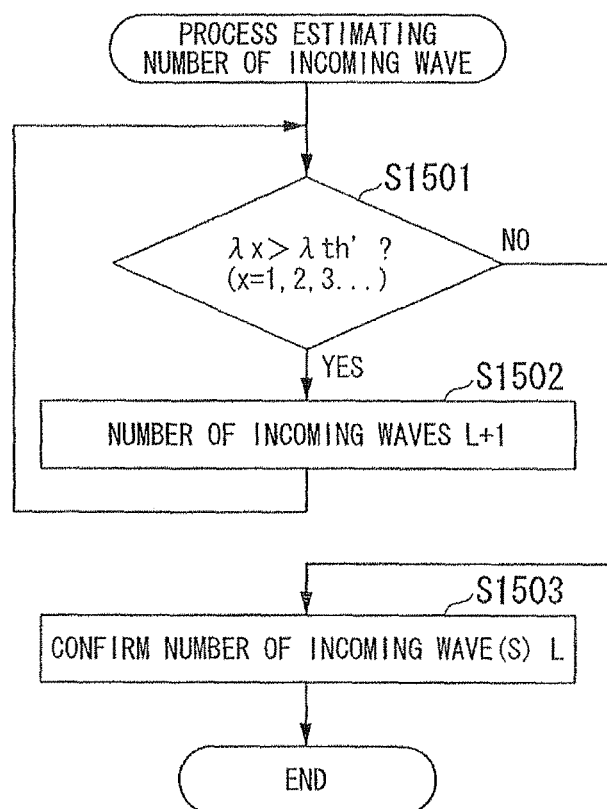 PROCESS ESTIMATING
NUMBER OF INCOMING WAVE
S1501
λx＞λth' ?
(x=1, 2, 3...)
NO
YES
S1502
NUMBER OF INCOMING WAVES L+1
S1503
CONFIRM NUMBER OF INCOMING WAVE(S) L
END